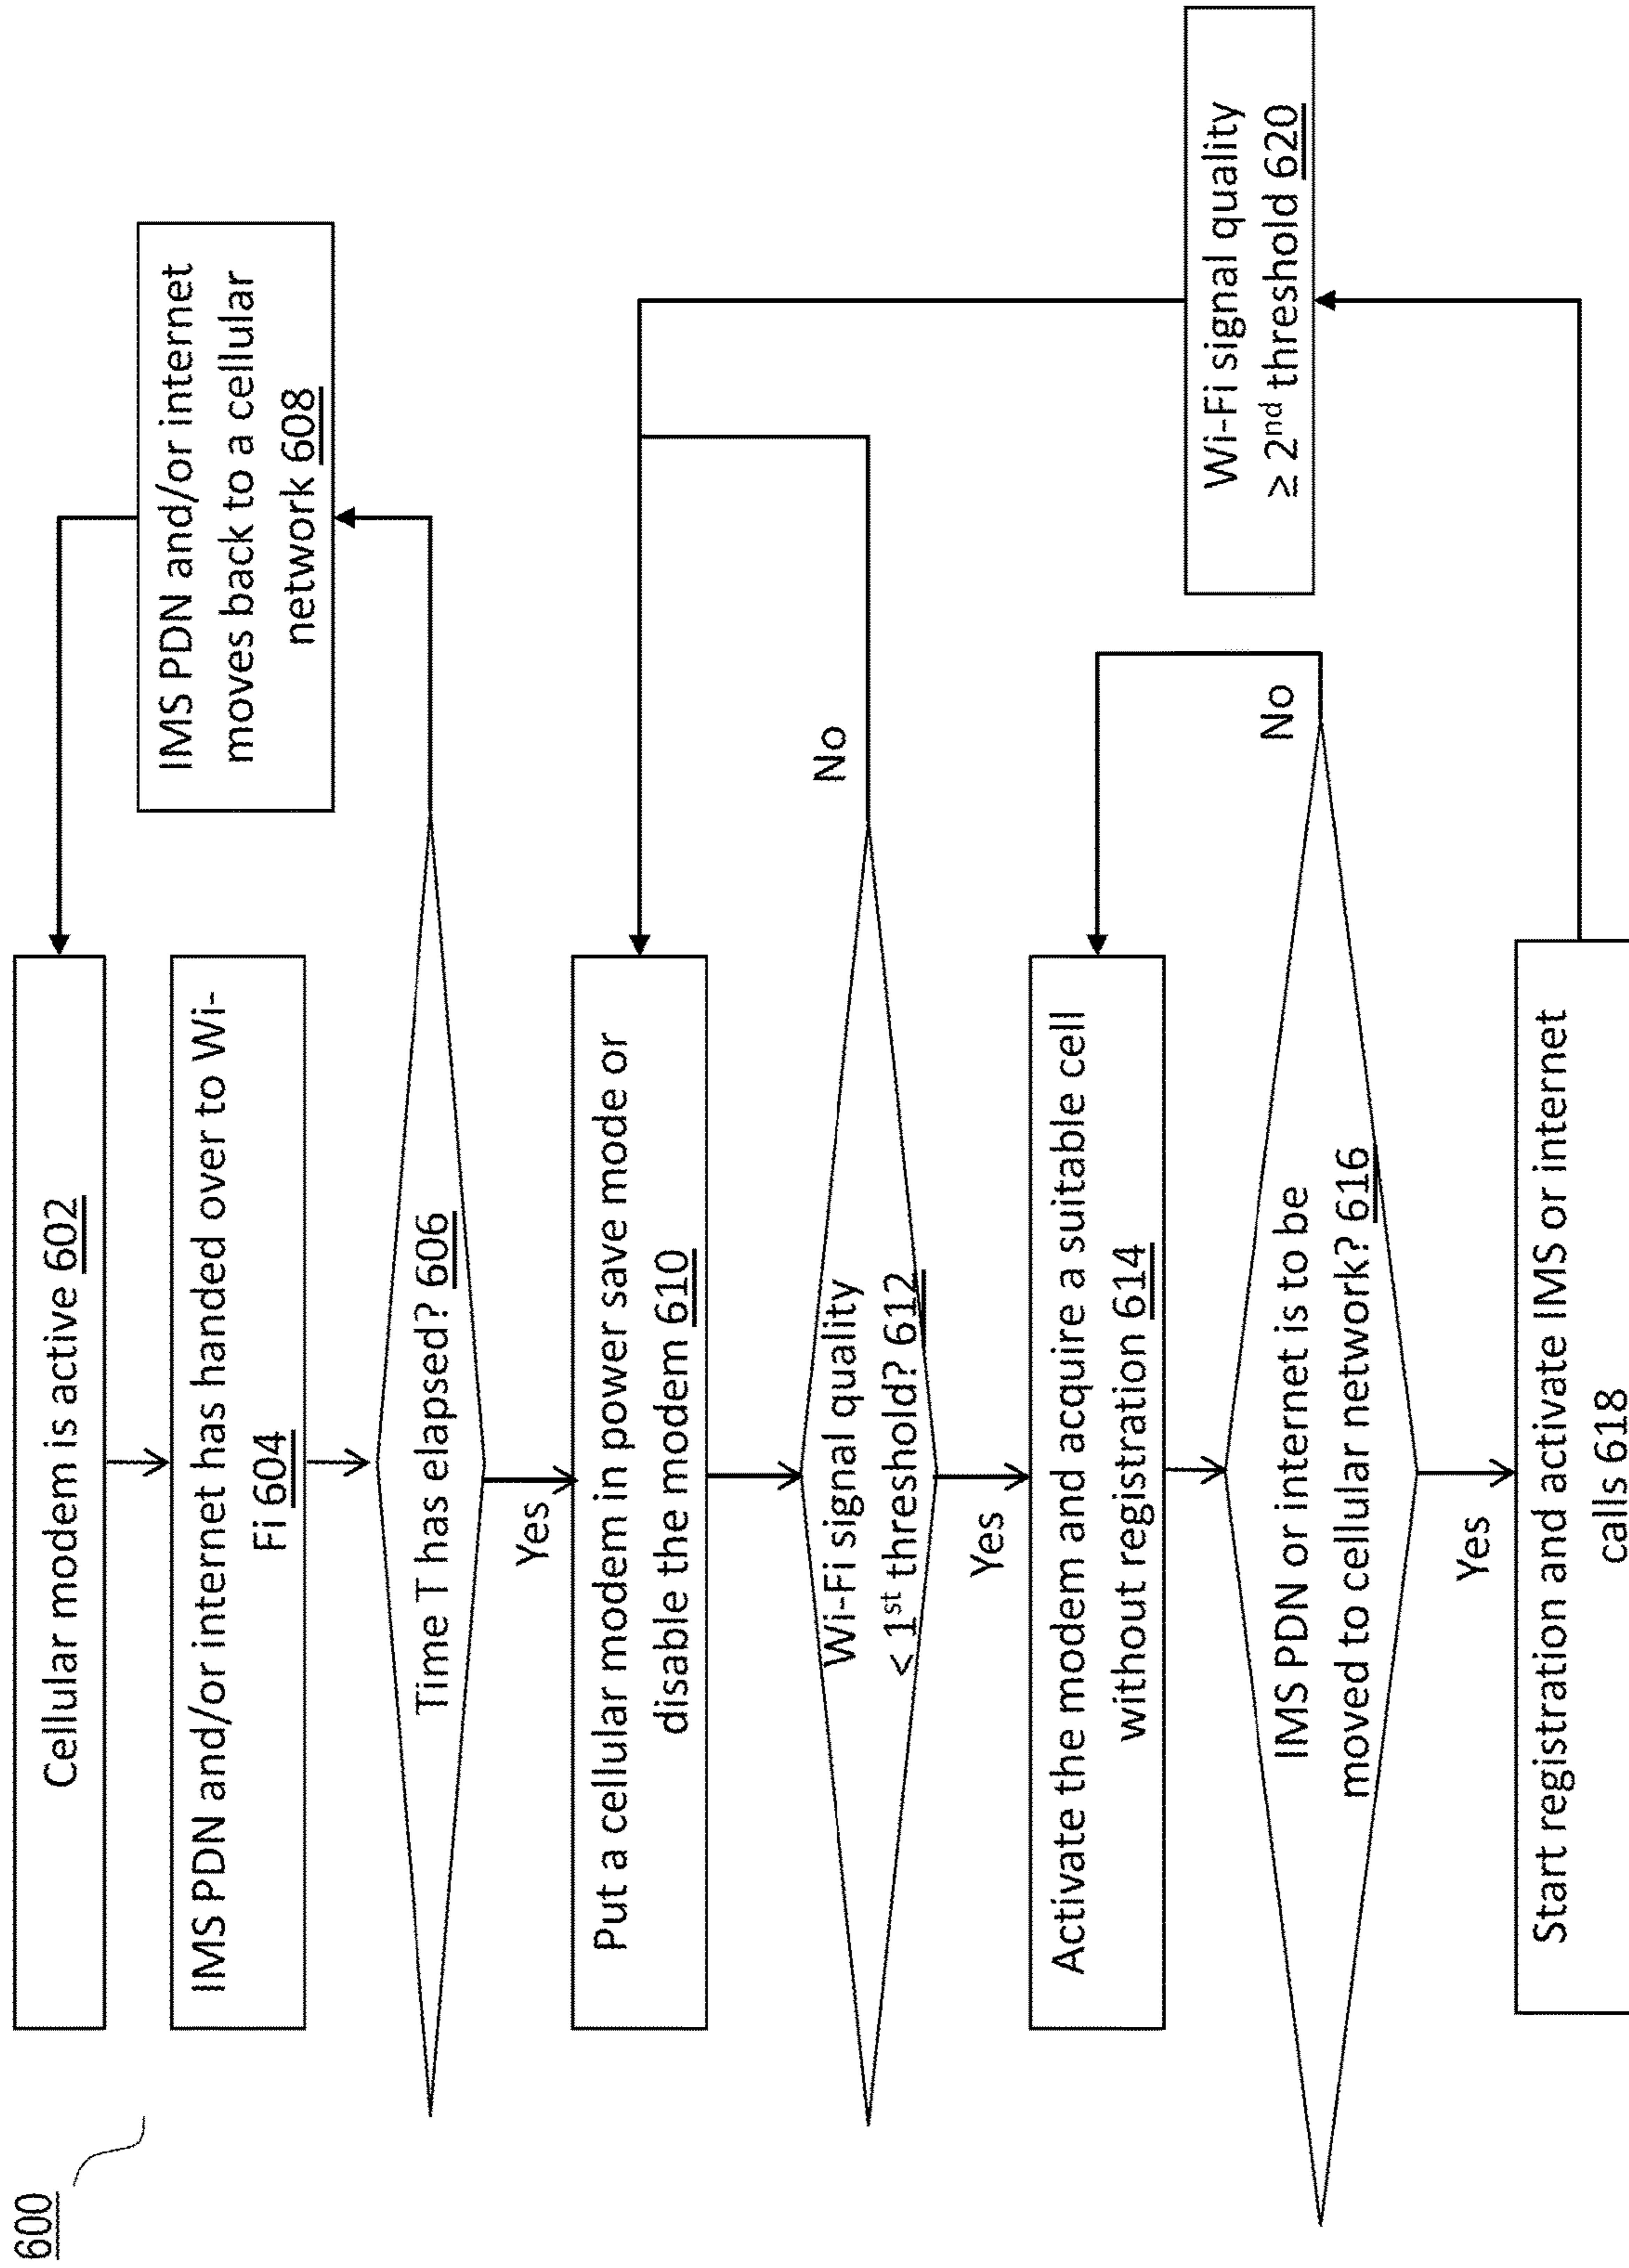 600
Cellular modem is active 602
IMS PDN and/or internet has handed over to Wi-
Fi 604
Time T has elapsed? 606
IMS PDN and/or internet
moves back to a cellular
network 608
Yes
Put a cellular modem in power save mode or
disable the modem 610
Wi-Fi signal quality
< 1st threshold? 612
No
Yes
Activate the modem and acquire a suitable cell
without registration 614
IMS PDN or internet is to be
moved to cellular network? 616
No
Yes
Start registration and activate IMS or internet
calls 618
Wi-Fi signal quality
≥ 2nd threshold 620